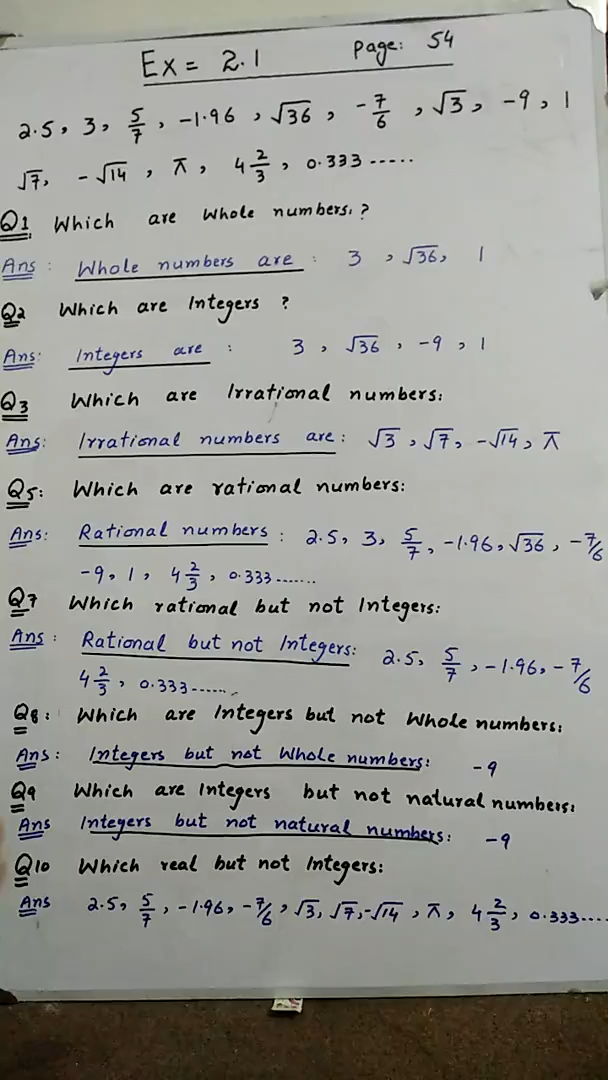 Ex = 2.1 Page: 54
2.5, 3, 5/7, -1.96, √36, -7/6, √3, -9, 1
√7, -√14, π, 4 2/3, 0.333.....
Q1 Which are Whole numbers.?
Ans: Whole numbers are: 3, √36, 1
Q2 Which are Integers?
Ans: Integers are: 3, √36, -9, 1
Q3 Which are Irrational numbers:
Ans: Irrational numbers are: √3, √7, -√14, π
Q5: Which are rational numbers:
Ans: Rational numbers: 2.5, 3, 5/7, -1.96, √36, -7/6
-9, 1, 4 2/3, 0.333.......
Q7 Which rational but not Integers:
Ans: Rational but not Integers: 2.5, 5/7, -1.96, -7/6
4 2/3, 0.333......
Q8: Which are Integers but not Whole numbers:
Ans: Integers but not Whole numbers: -9
Q9 Which are Integers but not natural numbers:
Ans Integers but not natural numbers: -9
Q10 Which real but not Integers:
Ans 2.5, 5/7, -1.96, -7/6, √3, √7, -√14, π, 4 2/3, 0.333....